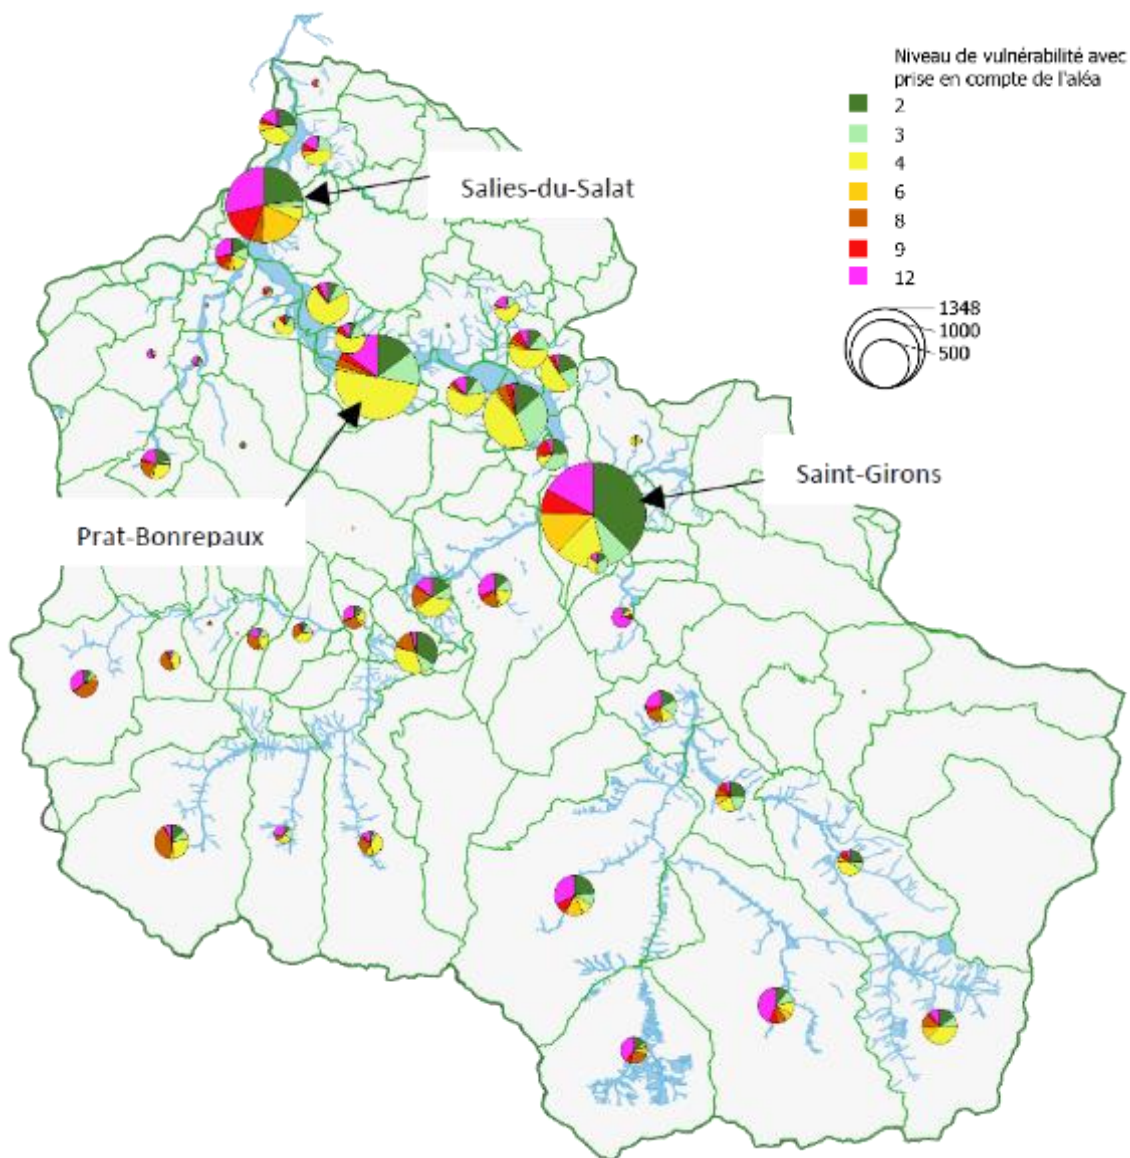 Niveau de vulnérabilité avec
prise en compte de l'aléa
2
3
4
6
8
9
12
1348
1000
500
Salies-du-Salat
Saint-Girons
Prat-Bonrepaux